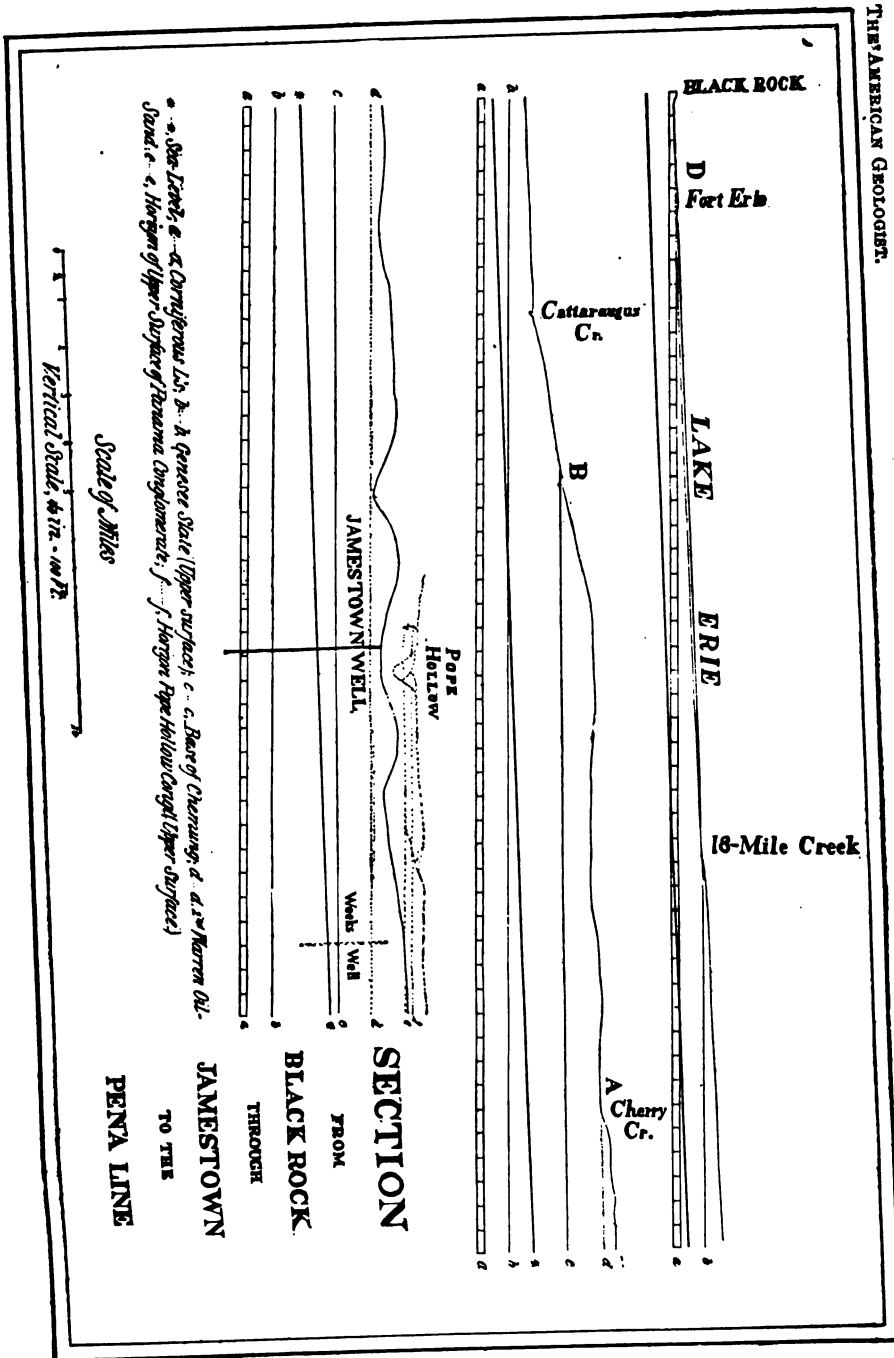 THE AMERICAN GEOLOGIST.
BLACK ROCK
D
Fort Erie
LAKE ERIE
18-Mile Creek
a
b
a
h
Cattaraugus
Cr.
B
A
Cherry
Cr.
a
h
s
c
d
d
c
s
b
a
POPE
HOLLOW
JAMESTOWN WELL,
Weeks Well
f
f
e
d
c
s
b
a
SECTION
FROM
BLACK ROCK
THROUGH
JAMESTOWN
TO THE
PENA LINE
Sea-Level; a--a, Corniferous Ls; Genesee Slate (Upper surface); c--c, Base of Chemung; d--d, Warren Oil-
Sand; e--e, Horizon of Upper Surface of Panama Conglomerate; f--f, Horizon Pope Hollow Congl. (Upper Surface.)
Scale of Miles
Vertical Scale, in. = 100 Ft.